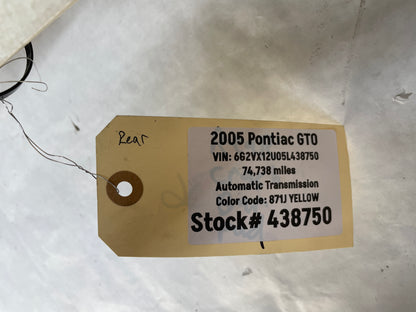 Rear
2005 Pontiac GTO
VIN: 6G2VX12U05L438750
74,738 miles
Automatic Transmission
Color Code: 871J YELLOW
Stock# 438750